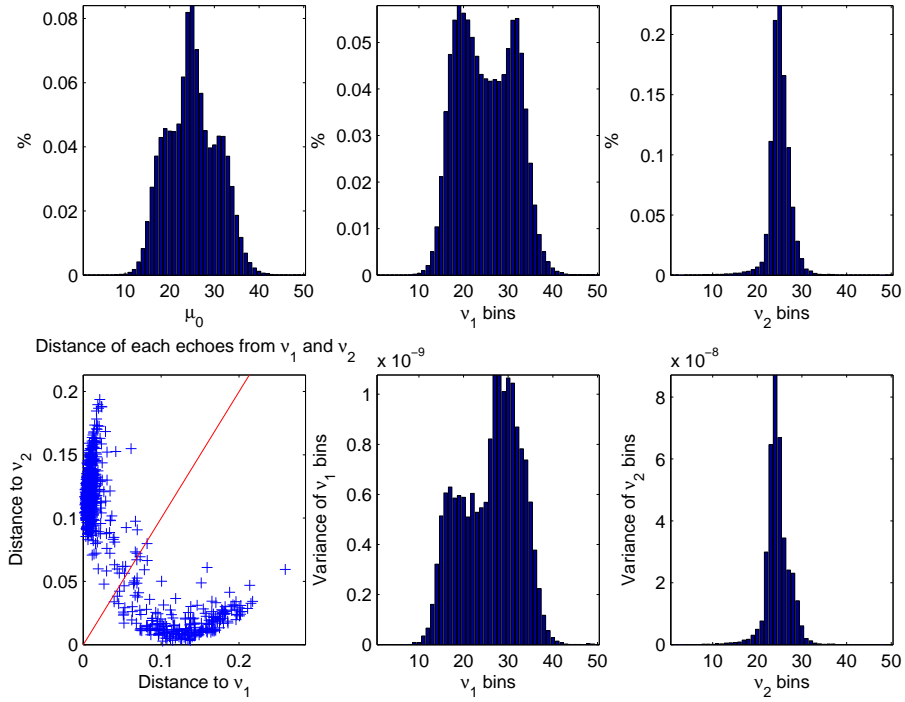 0.08
0.06
0.04
0.02
0
%
10 20 30 40 50
μ0
0.05
0.04
0.03
0.02
0.01
0
%
10 20 30 40 50
ν1 bins
0.2
0.15
0.1
0.05
0
%
10 20 30 40 50
ν2 bins
Distance of each echoes from ν1 and ν2
0.2
0.15
0.1
0.05
0
Distance to ν2
0 0.1 0.2
Distance to ν1
x 10−9
1
0.8
0.6
0.4
0.2
0
Variance of ν1 bins
10 20 30 40 50
ν1 bins
x 10−8
8
6
4
2
0
Variance of ν2 bins
10 20 30 40 50
ν2 bins